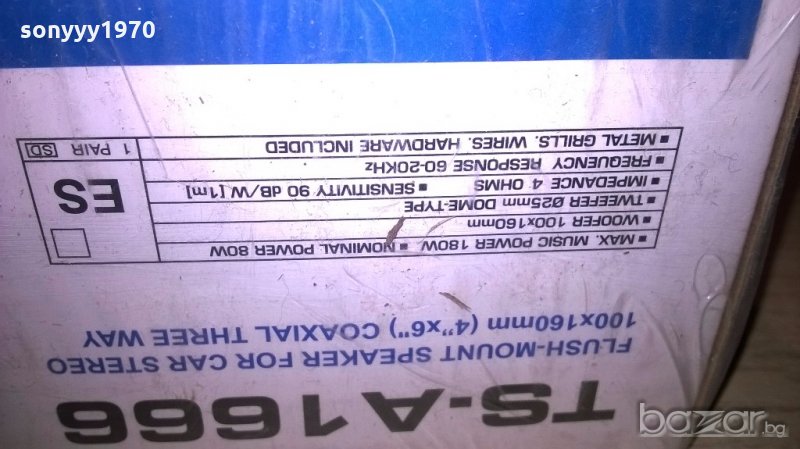 sonyyy1970
TS-A1666
FLUSH-MOUNT SPEAKER FOR CAR STEREO
100x160mm (4"x6") COAXIAL THREE WAY
■ MAX. MUSIC POWER 180W ■ NOMINAL POWER 80W
■ WOOFER 100x160mm
■ TWEEFER Ø25mm DOME-TYPE
■ IMPEDANCE 4 OHMS ■ SENSITIVITY 90 dB/W [1m]
■ FREQUENCY RESPONSE 60-20KHz
■ METAL GRILLS. WIRES. HARDWARE INCLUDED
ES
1 PAIR SD
bazar.bg